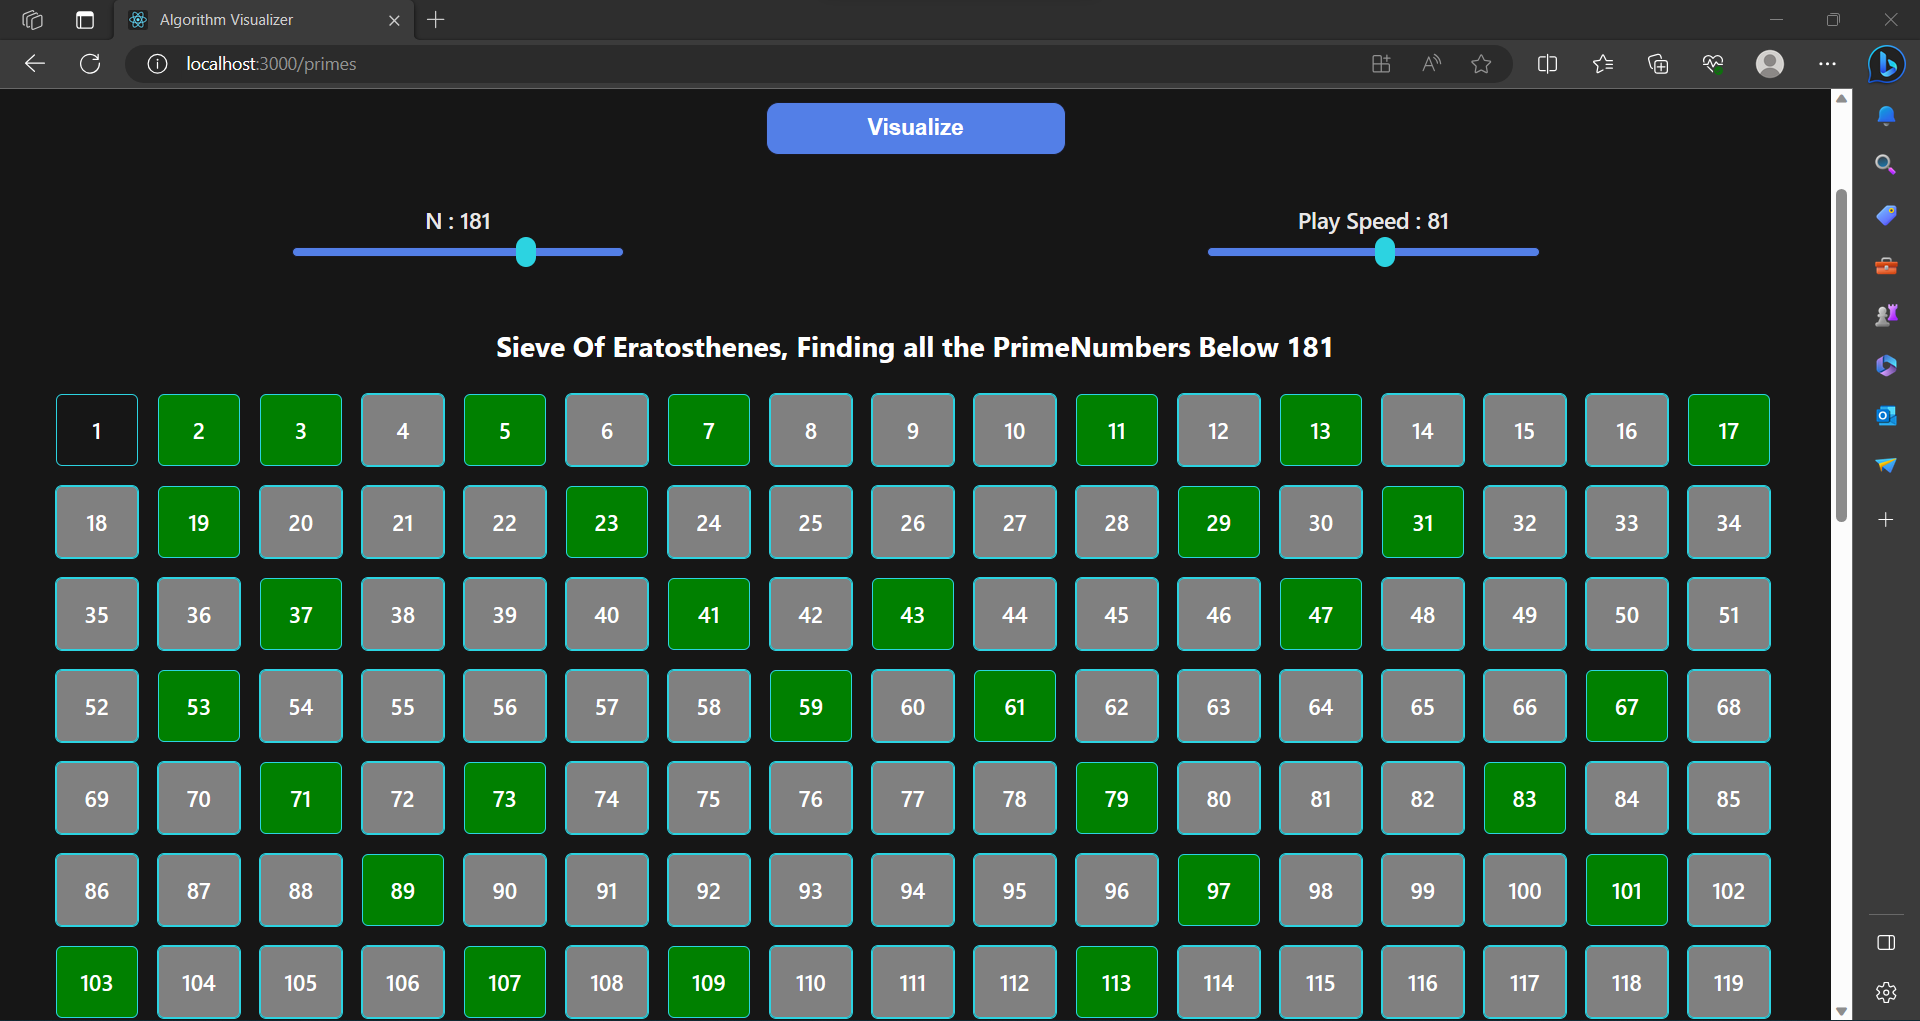 Algorithm Visualizer
localhost:3000/primes
Visualize
N : 181 Play Speed : 81
Sieve Of Eratosthenes, Finding all the PrimeNumbers Below 181
1 2 3 4 5 6 7 8 9 10 11 12 13 14 15 16 17
18 19 20 21 22 23 24 25 26 27 28 29 30 31 32 33 34
35 36 37 38 39 40 41 42 43 44 45 46 47 48 49 50 51
52 53 54 55 56 57 58 59 60 61 62 63 64 65 66 67 68
69 70 71 72 73 74 75 76 77 78 79 80 81 82 83 84 85
86 87 88 89 90 91 92 93 94 95 96 97 98 99 100 101 102
103 104 105 106 107 108 109 110 111 112 113 114 115 116 117 118 119